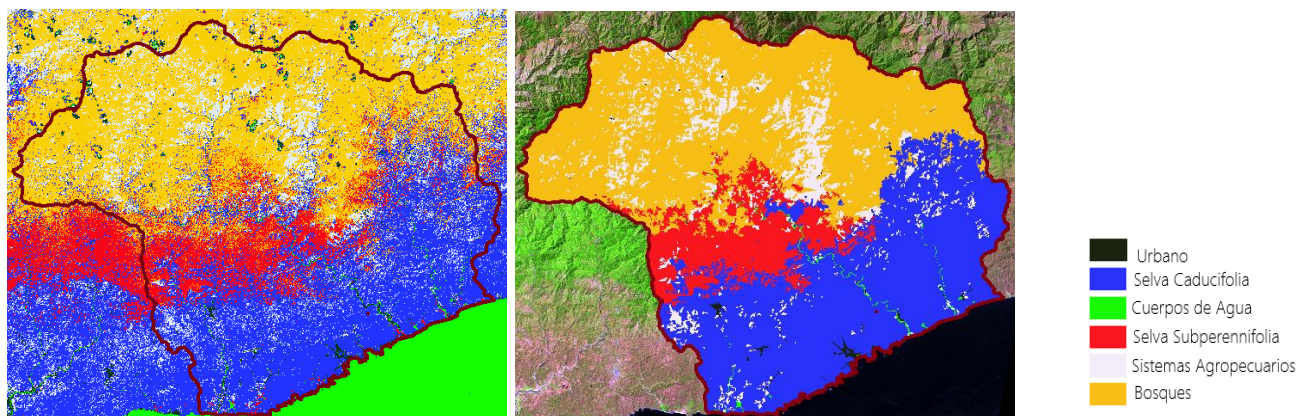 Urbano
Selva Caducifolia
Cuerpos de Agua
Selva Subperennifolia
Sistemas Agropecuarios
Bosques